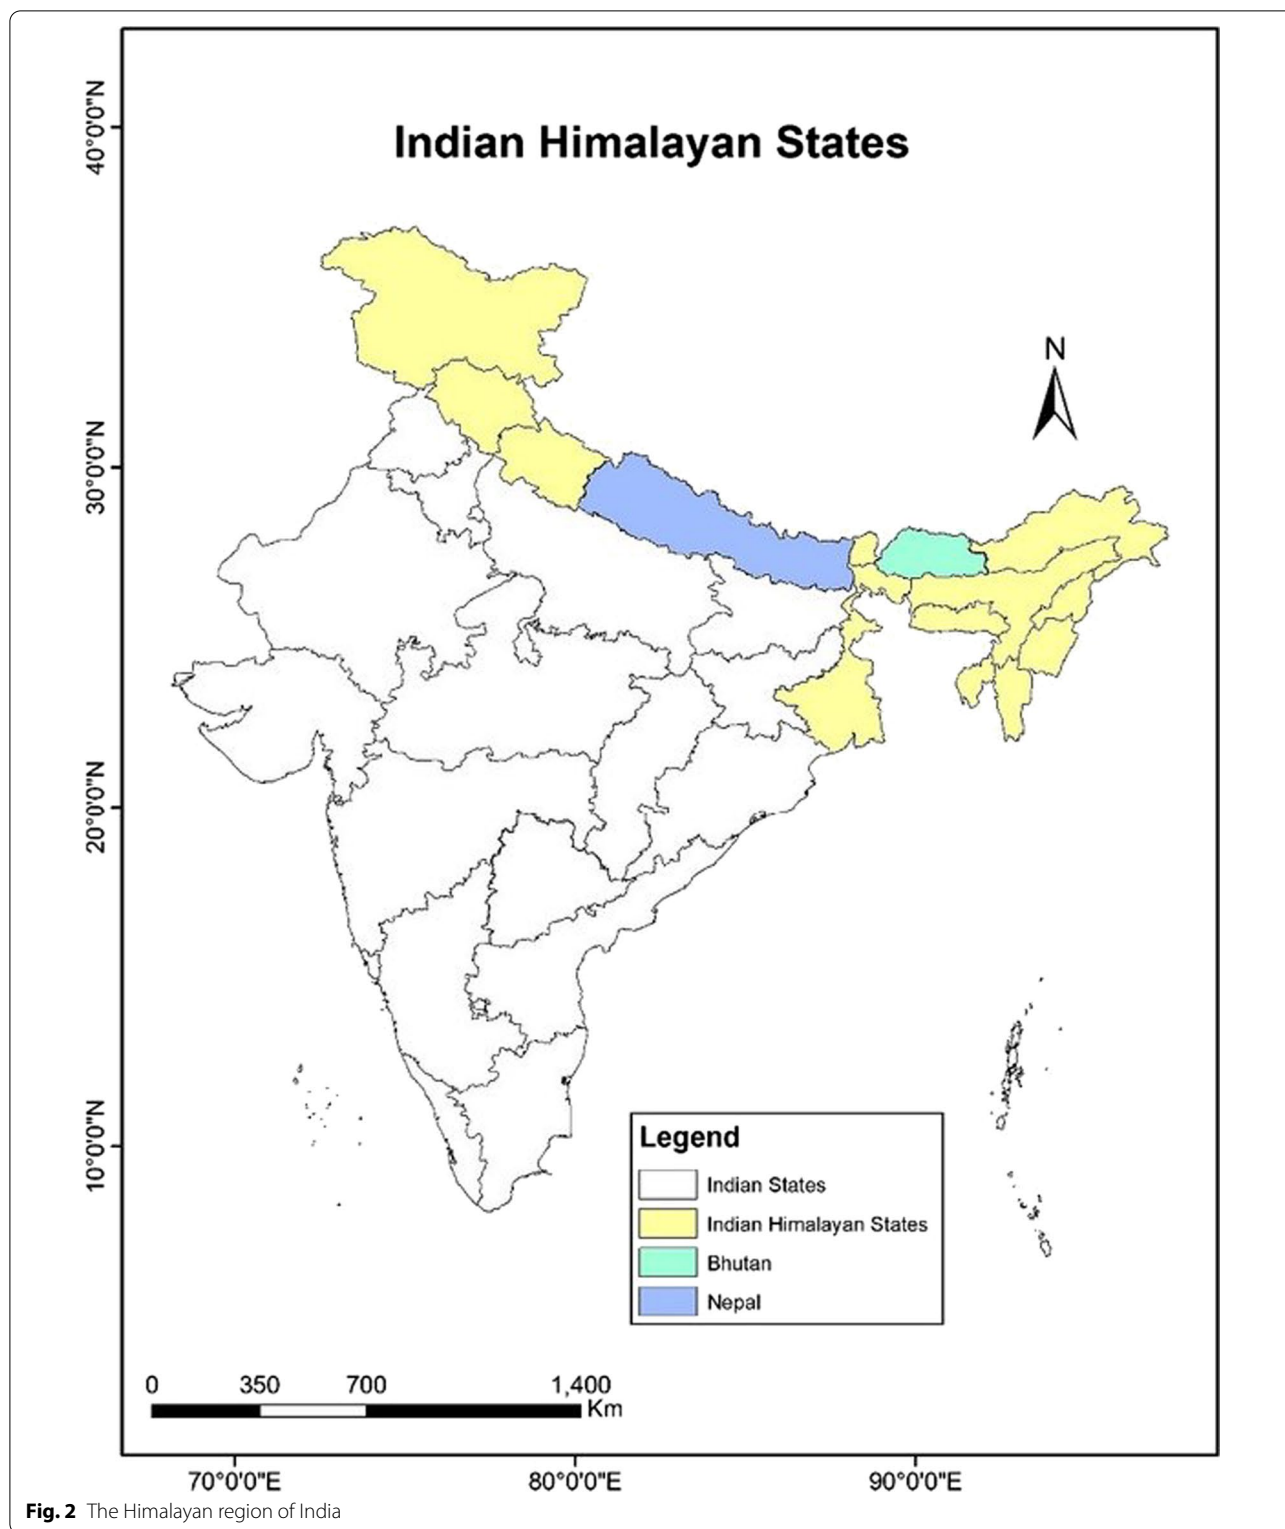 Indian Himalayan States
40°0'0"N
30°0'0"N
20°0'0"N
10°0'0"N
N
Legend
Indian States
Indian Himalayan States
Bhutan
Nepal
0 350 700 1,400
Km
70°0'0"E 80°0'0"E 90°0'0"E
Fig. 2 The Himalayan region of India